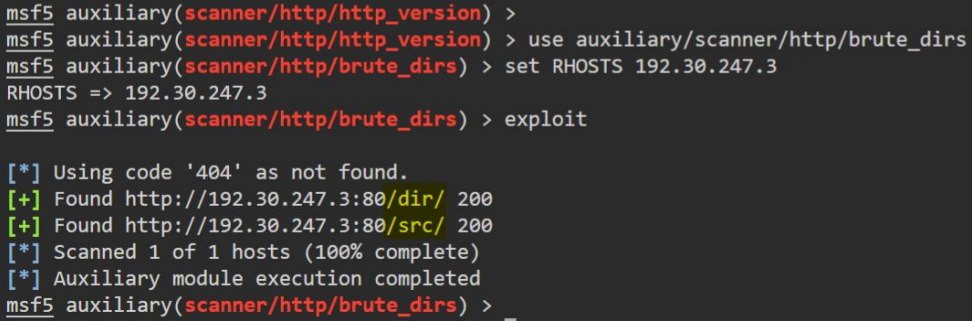 msf5 auxiliary(scanner/http/http_version) >
msf5 auxiliary(scanner/http/http_version) > use auxiliary/scanner/http/brute_dirs
msf5 auxiliary(scanner/http/brute_dirs) > set RHOSTS 192.30.247.3
RHOSTS => 192.30.247.3
msf5 auxiliary(scanner/http/brute_dirs) > exploit
[*] Using code '404' as not found.
[+] Found http://192.30.247.3:80/dir/ 200
[+] Found http://192.30.247.3:80/src/ 200
[*] Scanned 1 of 1 hosts (100% complete)
[*] Auxiliary module execution completed
msf5 auxiliary(scanner/http/brute_dirs) >